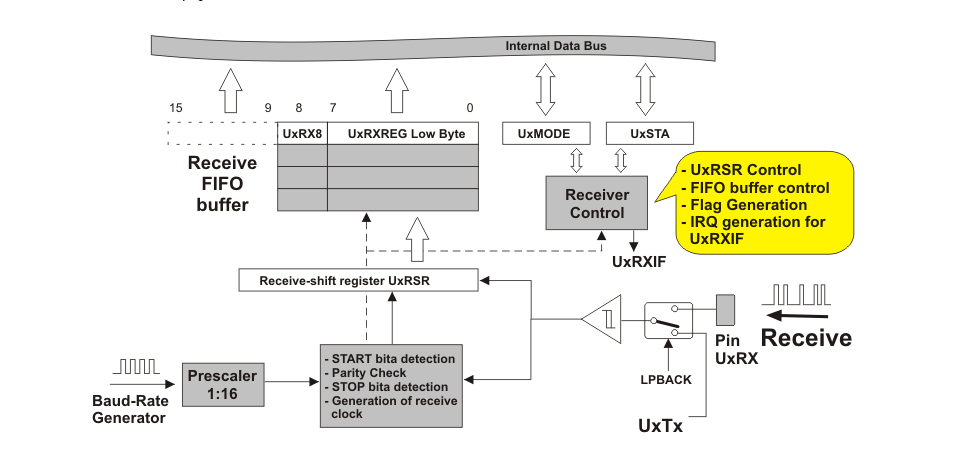 Internal Data Bus
15 9 8 7 0
UxRX8 UxRXREG Low Byte UxMODE UxSTA
Receive
FIFO
buffer
Receiver
Control
- UxRSR Control
- FIFO buffer control
- Flag Generation
- IRQ generation for
UxRXIF
UxRXIF
Receive-shift register UxRSR
Receive
Pin
UxRX
LPBACK
UxTx
- START bita detection
- Parity Check
- STOP bita detection
- Generation of receive
clock
Prescaler
1:16
Baud-Rate
Generator